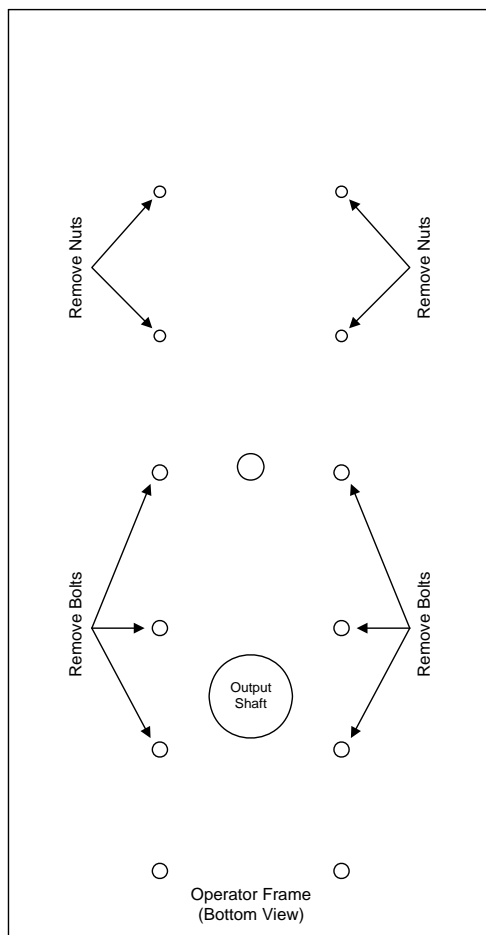 Remove Nuts
Remove Nuts
Remove Bolts
Remove Bolts
Output
Shaft
Operator Frame
(Bottom View)